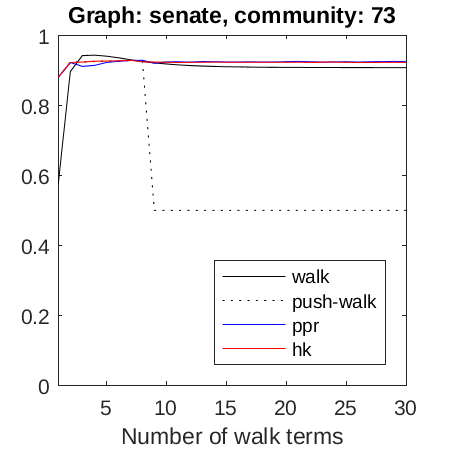 Graph: senate, community: 73
1
0.8
0.6
0.4
0.2
0
walk
push-walk
ppr
hk
5 10 15 20 25 30
Number of walk terms